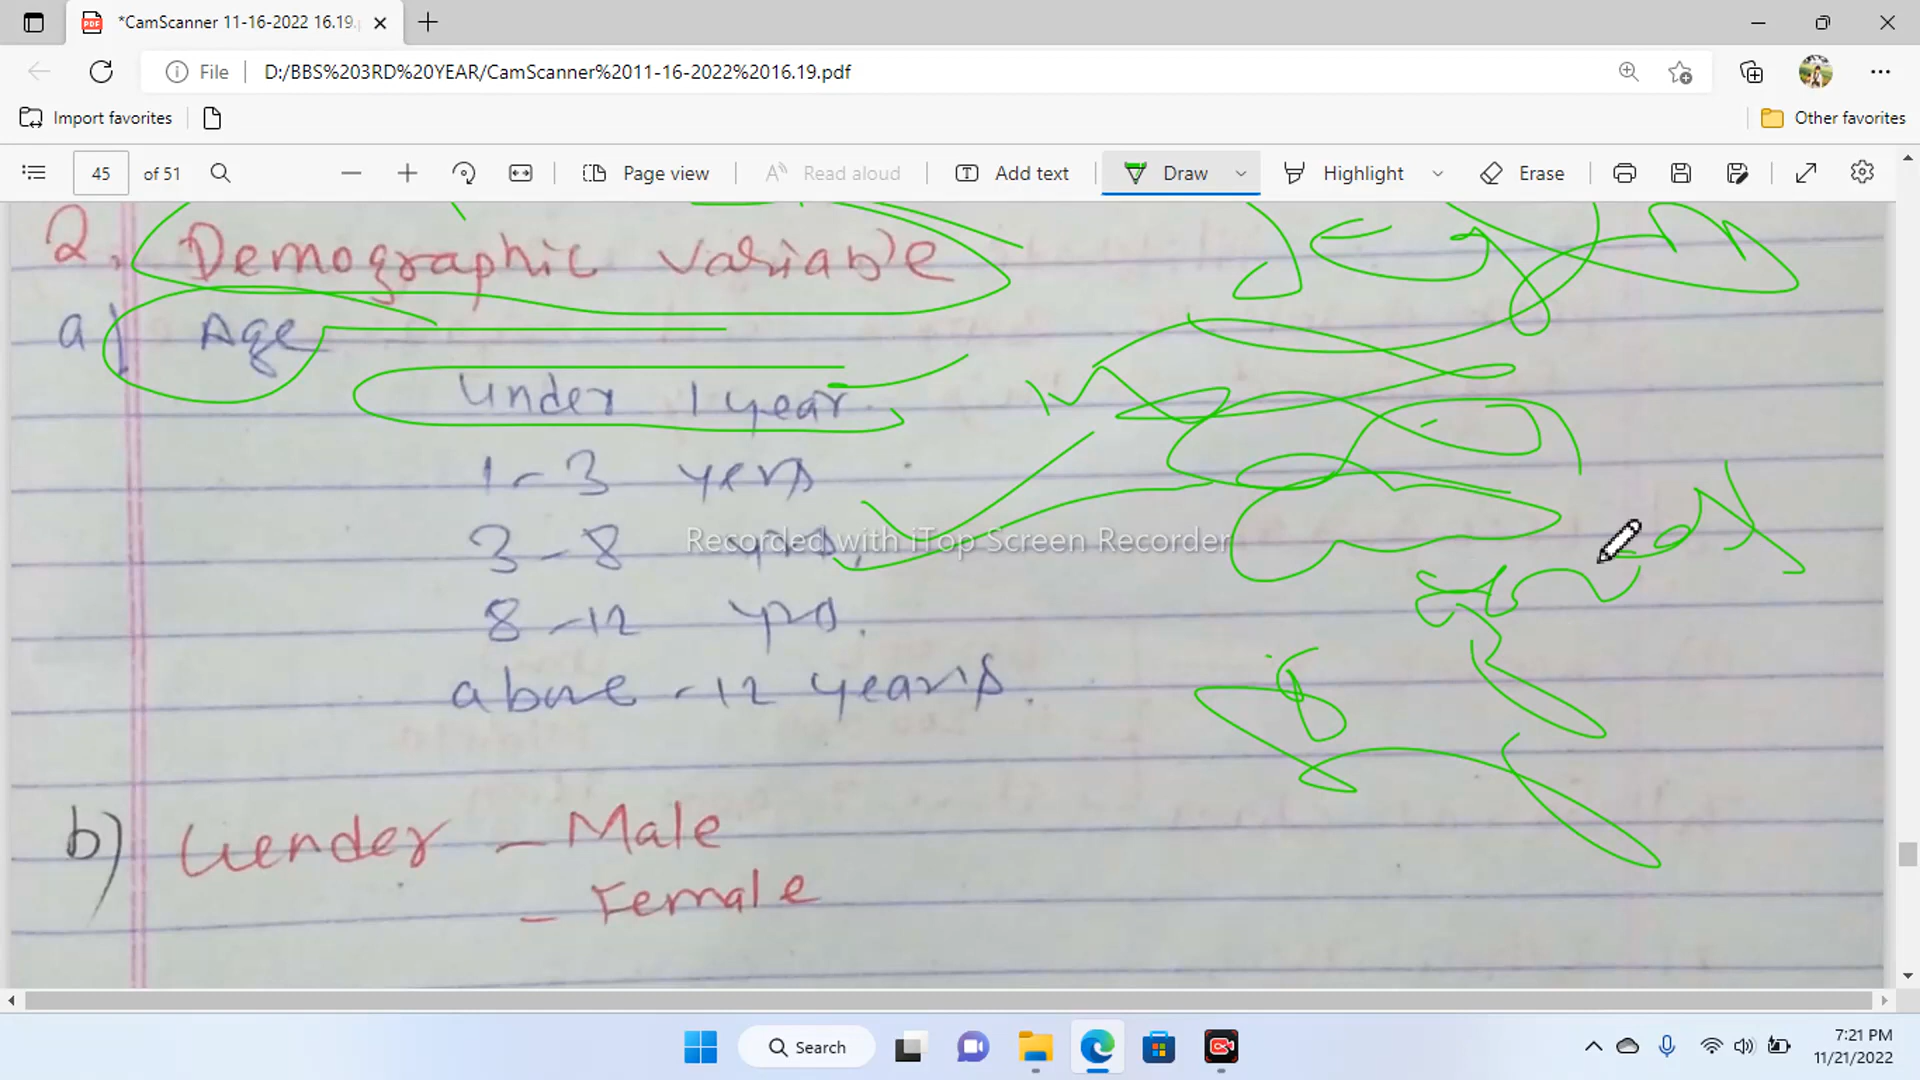 *CamScanner 11-16-2022 16.19.p
File D:/BBS%203RD%20YEAR/CamScanner%2011-16-2022%2016.19.pdf
Import favorites Other favorites
45 of 51 Page view Read aloud Add text Draw Highlight Erase
2. Demographic variable
a) Age
Under 1 year.
1 - 3 yers
3 - 8 yrs,
Recorded with iTop Screen Recorder
8 - 12 yrs.
above - 12 year's.
b) Gender - Male
- Female
Search
7:21 PM
11/21/2022